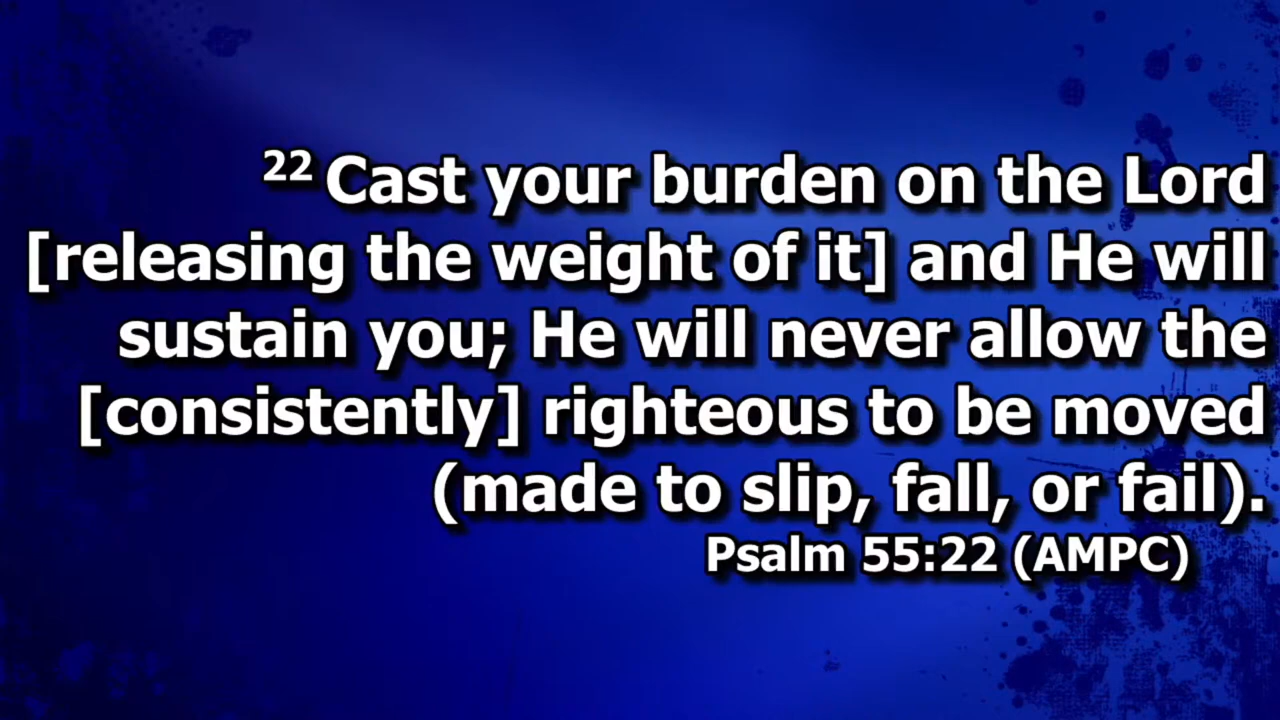 22 Cast your burden on the Lord
[releasing the weight of it] and He will
sustain you; He will never allow the
[consistently] righteous to be moved
(made to slip, fall, or fail).
Psalm 55:22 (AMPC)